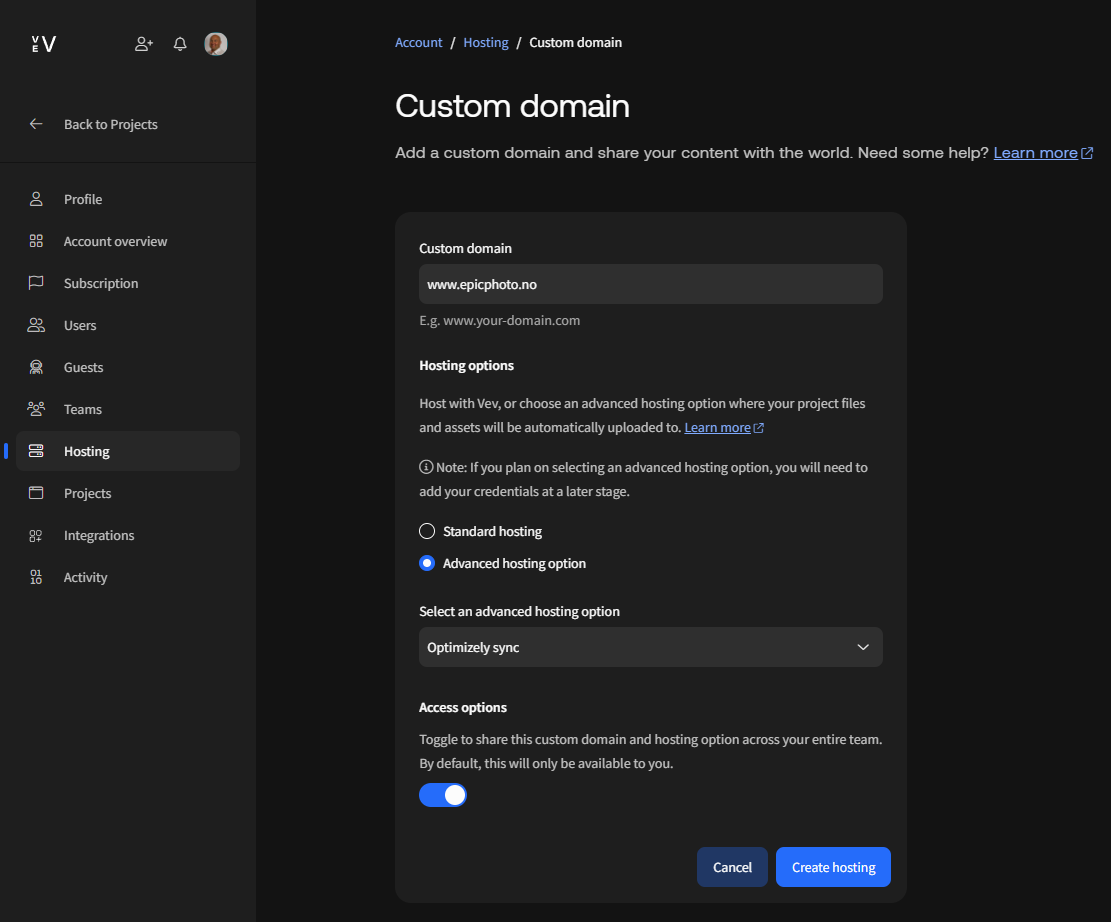 VEV
Account / Hosting / Custom domain
Back to Projects
Profile
Account overview
Subscription
Users
Guests
Teams
Hosting
Projects
Integrations
Activity
Custom domain
Add a custom domain and share your content with the world. Need some help? Learn more
Custom domain
www.epicphoto.no
E.g. www.your-domain.com
Hosting options
Host with Vev, or choose an advanced hosting option where your project files
and assets will be automatically uploaded to. Learn more
Note: If you plan on selecting an advanced hosting option, you will need to
add your credentials at a later stage.
Standard hosting
Advanced hosting option
Select an advanced hosting option
Optimizely sync
Access options
Toggle to share this custom domain and hosting option across your entire team.
By default, this will only be available to you.
Cancel
Create hosting